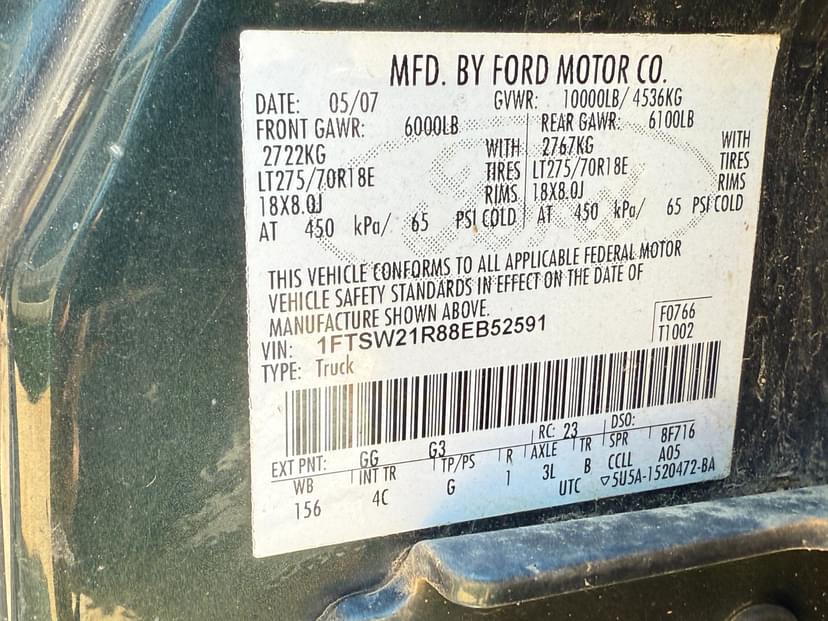 MFD. BY FORD MOTOR CO.
DATE: 05/07 GVWR: 10000LB/ 4536KG
FRONT GAWR: 6000LB REAR GAWR: 6100LB
2722KG WITH 2767KG WITH
LT275/70R18E TIRES LT275/70R18E TIRES
18X8.0J RIMS 18X8.0J RIMS
AT 450 kPa/ 65 PSI COLD AT 450 kPa/ 65 PSI COLD
THIS VEHICLE CONFORMS TO ALL APPLICABLE FEDERAL MOTOR
VEHICLE SAFETY STANDARDS IN EFFECT ON THE DATE OF
MANUFACTURE SHOWN ABOVE.
VIN: 1FTSW21R88EB52591 F0766
TYPE: Truck T1002
EXT PNT: GG G3 RC: 23 DSO:
WB INT TR TP/PS R AXLE TR SPR 8F716
156 4C G 1 3L B CCLL A05
UTC ▽5U5A-1520472-BA